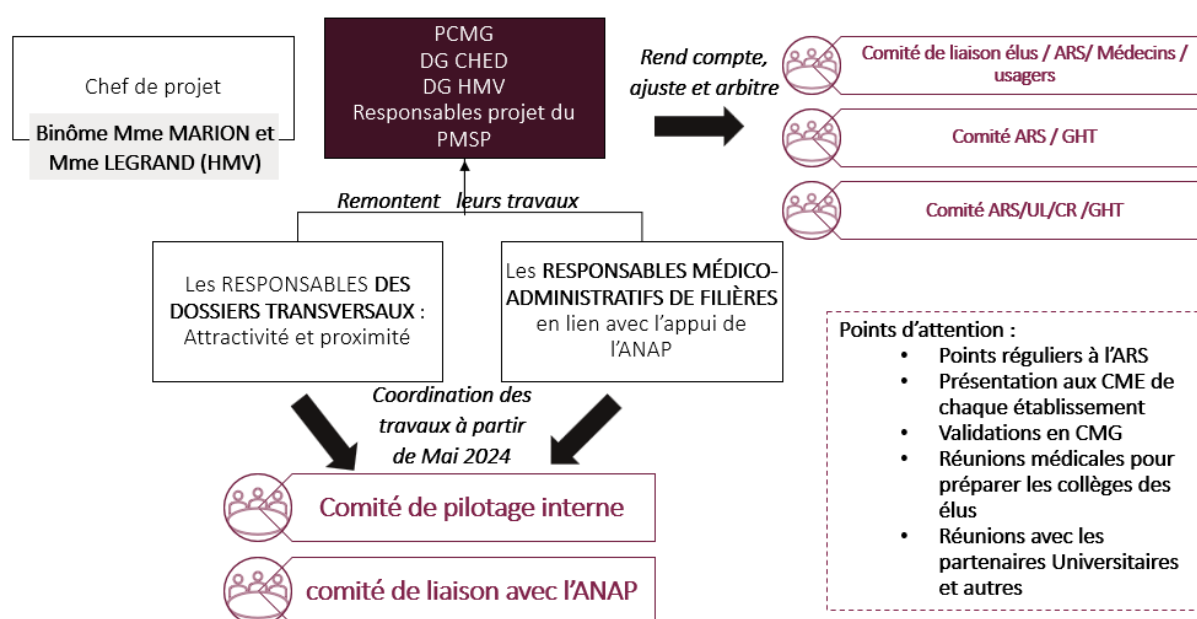 Chef de projet
Binôme Mme MARION et
Mme LEGRAND (HMV)
PCMG
DG CHED
DG HMV
Responsables projet du
PMSP
Rend compte,
ajuste et arbitre
Comité de liaison élus / ARS/ Médecins /
usagers
Comité ARS / GHT
Comité ARS/UL/CR /GHT
Remontent leurs travaux
Les RESPONSABLES DES
DOSSIERS TRANSVERSAUX :
Attractivité et proximité
Les RESPONSABLES MÉDICO-
ADMINISTRATIFS DE FILIÈRES
en lien avec l'appui de
l'ANAP
Coordination des
travaux à partir
de Mai 2024
Comité de pilotage interne
comité de liaison avec l'ANAP
Points d'attention :
• Points réguliers à l'ARS
• Présentation aux CME de
chaque établissement
• Validations en CMG
• Réunions médicales pour
préparer les collèges des
élus
• Réunions avec les
partenaires Universitaires
et autres